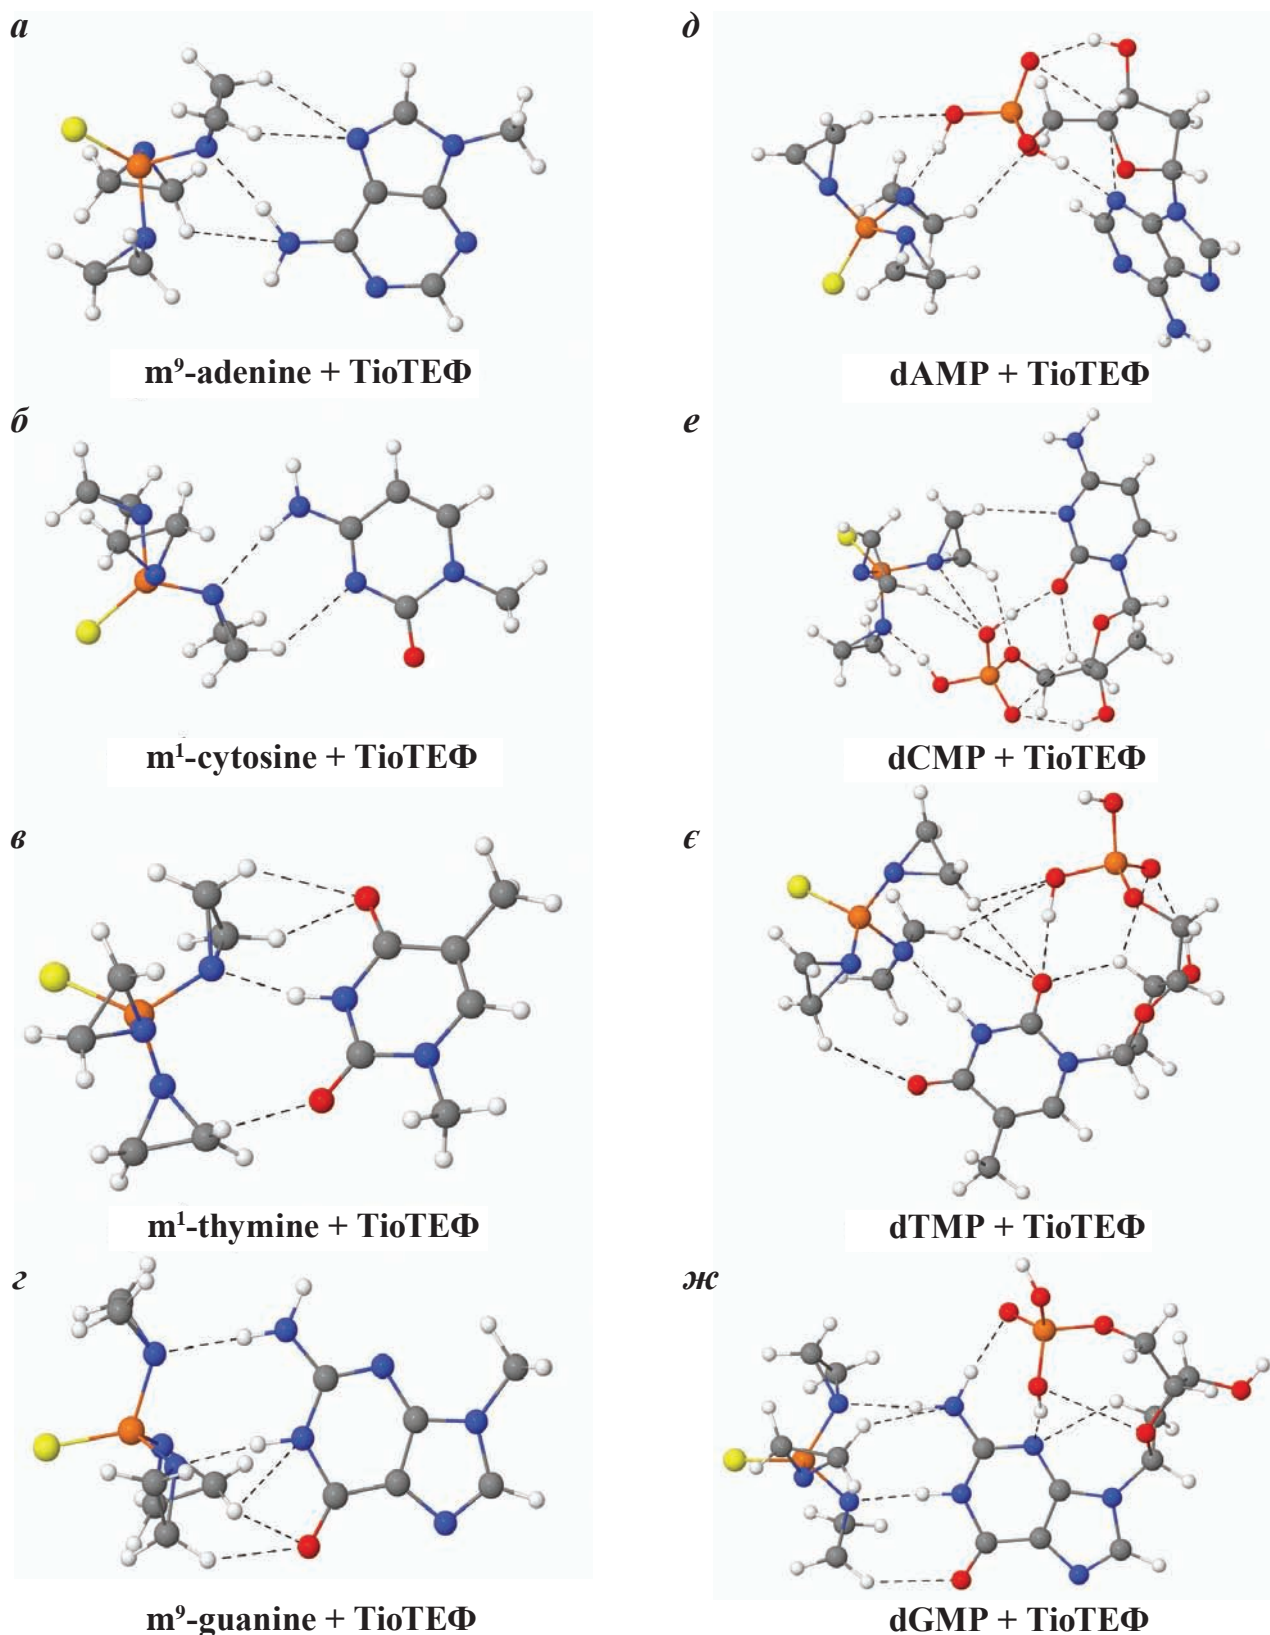 а
д
m⁹-adenine + ТіоТЕФ
dAMP + ТіоТЕФ
б
е
m¹-cytosine + ТіоТЕФ
dCMP + ТіоТЕФ
в
є
m¹-thymine + ТіоТЕФ
dTMP + ТіоТЕФ
г
ж
m⁹-guanine + ТіоТЕФ
dGMP + ТіоТЕФ